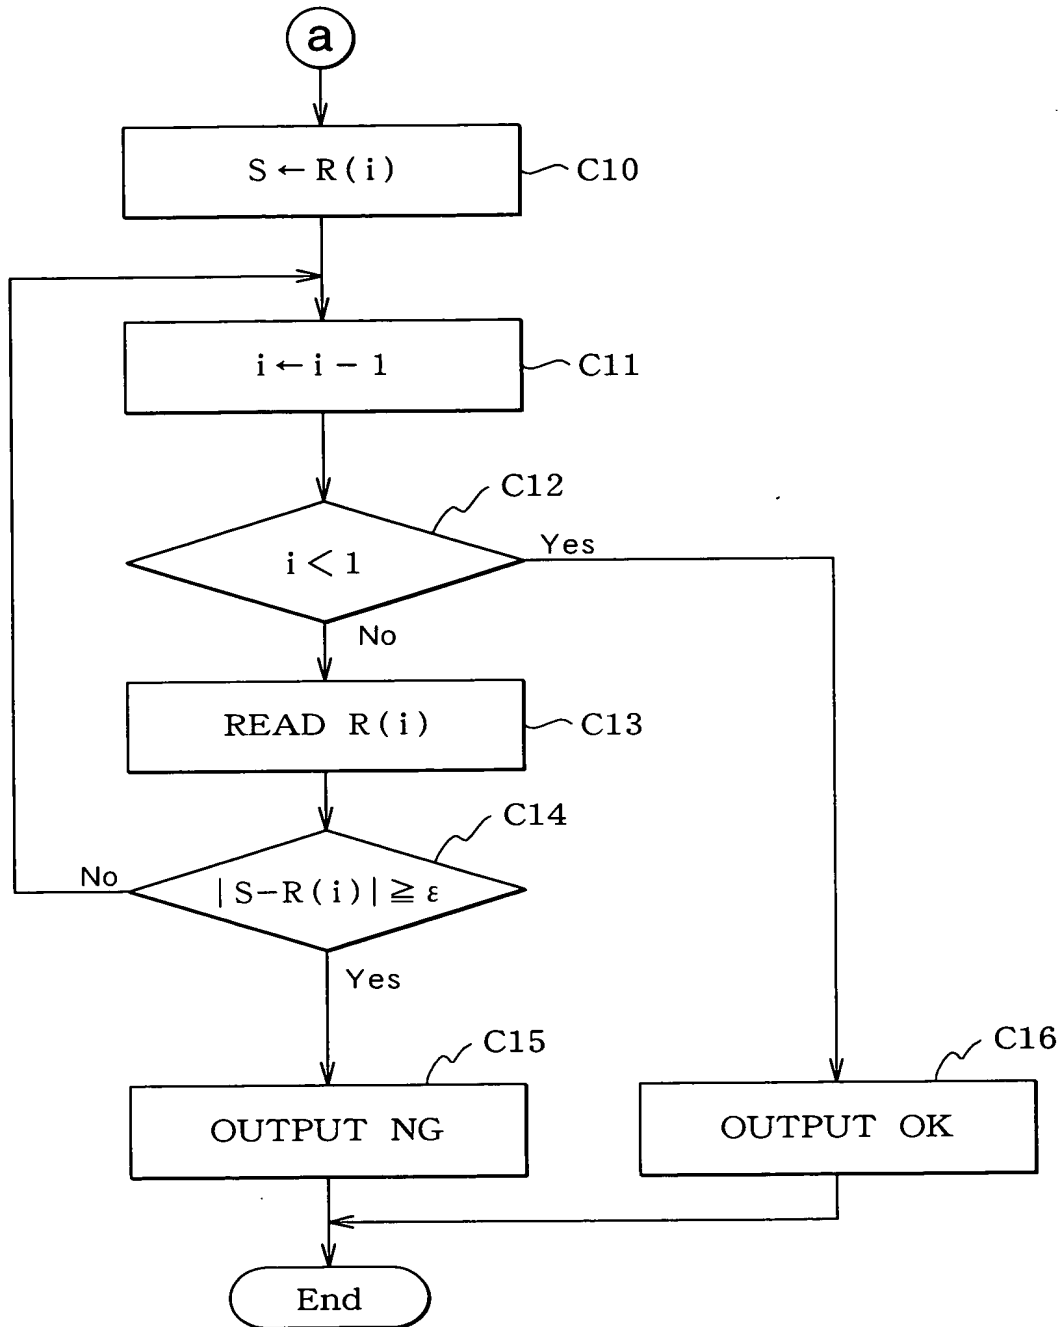 a
S ← R(i)
C10
i ← i − 1
C11
C12
i < 1
Yes
No
READ R(i)
C13
C14
No
|S−R(i)| ≧ ε
Yes
C15
C16
OUTPUT NG
OUTPUT OK
End